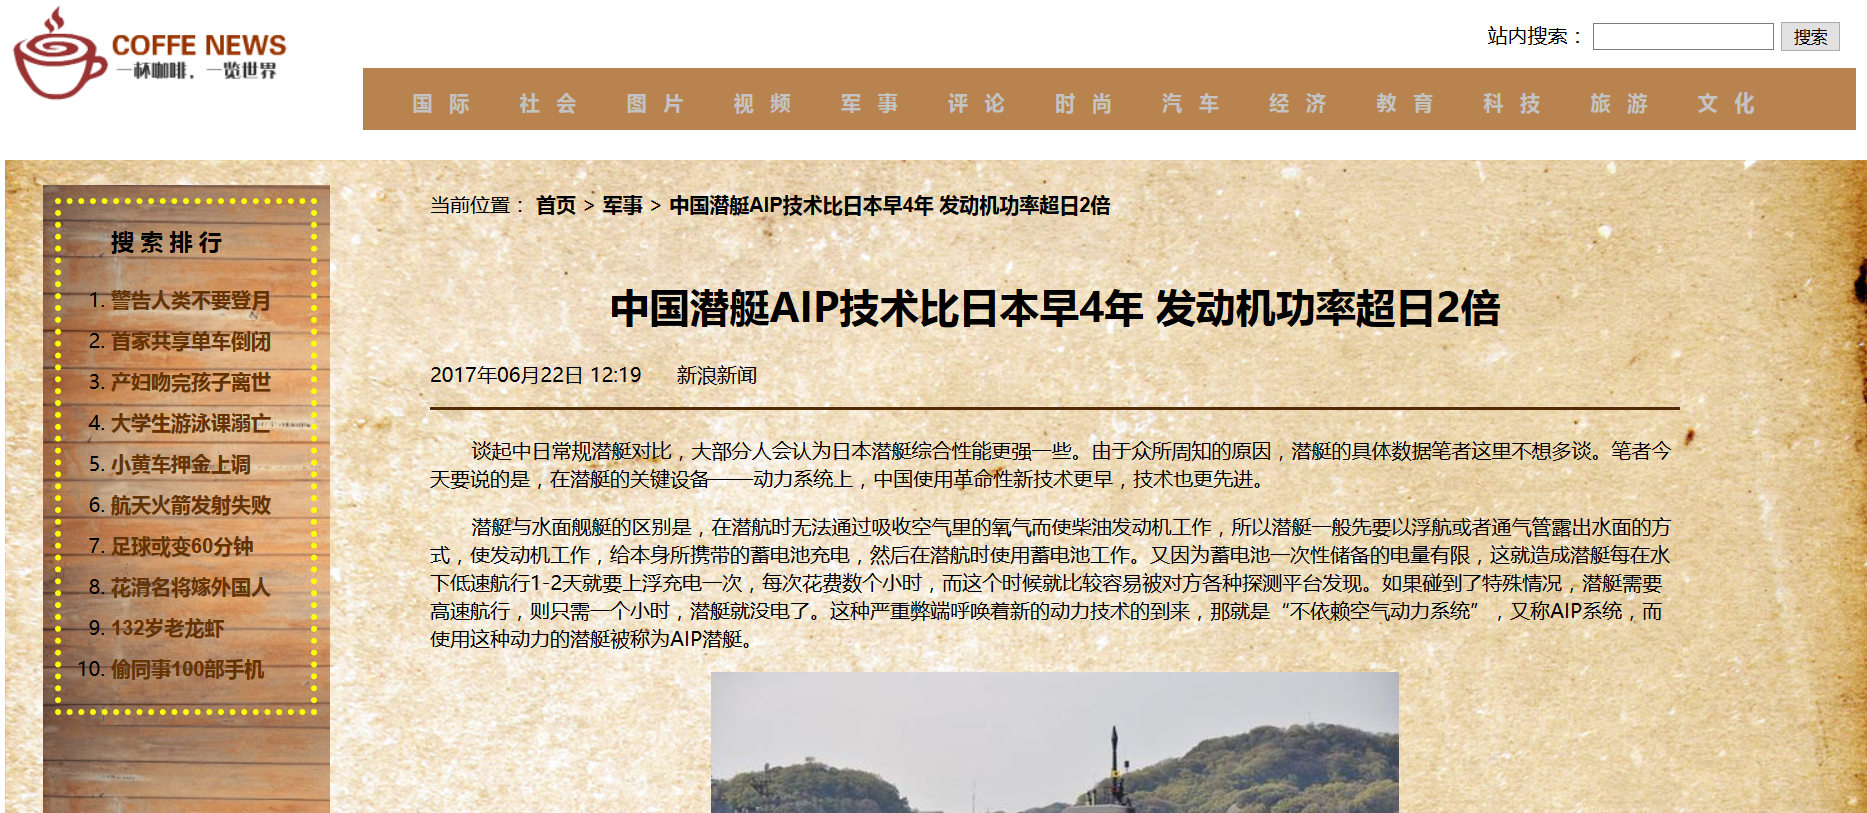 COFFE NEWS
一杯咖啡，一览世界
站内搜索：
搜索
国际 社会 图片 视频 军事 评论 时尚 汽车 经济 教育 科技 旅游 文化
搜索排行
1. 警告人类不要登月
2. 首家共享单车倒闭
3. 产妇吻完孩子离世
4. 大学生游泳课溺亡
5. 小黄车押金上调
6. 航天火箭发射失败
7. 足球或变60分钟
8. 花滑名将嫁外国人
9. 132岁老龙虾
10. 偷同事100部手机
当前位置： 首页 > 军事 > 中国潜艇AIP技术比日本早4年 发动机功率超日2倍
中国潜艇AIP技术比日本早4年 发动机功率超日2倍
2017年06月22日 12:19 新浪新闻
谈起中日常规潜艇对比，大部分人会认为日本潜艇综合性能更强一些。由于众所周知的原因，潜艇的具体数据笔者这里不想多谈。笔者今
天要说的是，在潜艇的关键设备——动力系统上，中国使用革命性新技术更早，技术也更先进。
潜艇与水面舰艇的区别是，在潜航时无法通过吸收空气里的氧气而使柴油发动机工作，所以潜艇一般先要以浮航或者通气管露出水面的方
式，使发动机工作，给本身所携带的蓄电池充电，然后在潜航时使用蓄电池工作。又因为蓄电池一次性储备的电量有限，这就造成潜艇每在水
下低速航行1-2天就要上浮充电一次，每次花费数个小时，而这个时候就比较容易被对方各种探测平台发现。如果碰到了特殊情况，潜艇需要
高速航行，则只需一个小时，潜艇就没电了。这种严重弊端呼唤着新的动力技术的到来，那就是“不依赖空气动力系统”，又称AIP系统，而
使用这种动力的潜艇被称为AIP潜艇。